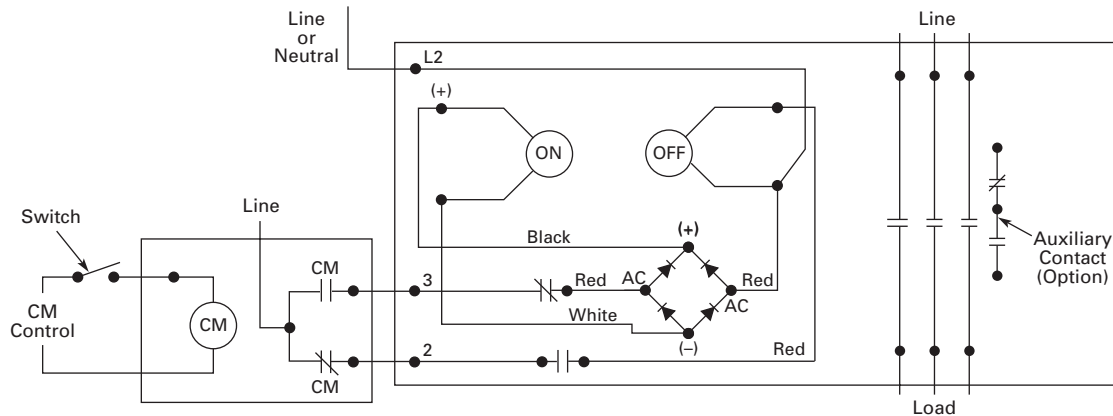 Line
or
Neutral
L2
Line
(+)
ON
OFF
Switch
Line
Black
(+)
Auxiliary
Contact
(Option)
CM
3
Red
AC
Red
AC
CM
Control
CM
White
(–)
2
CM
Red
Load